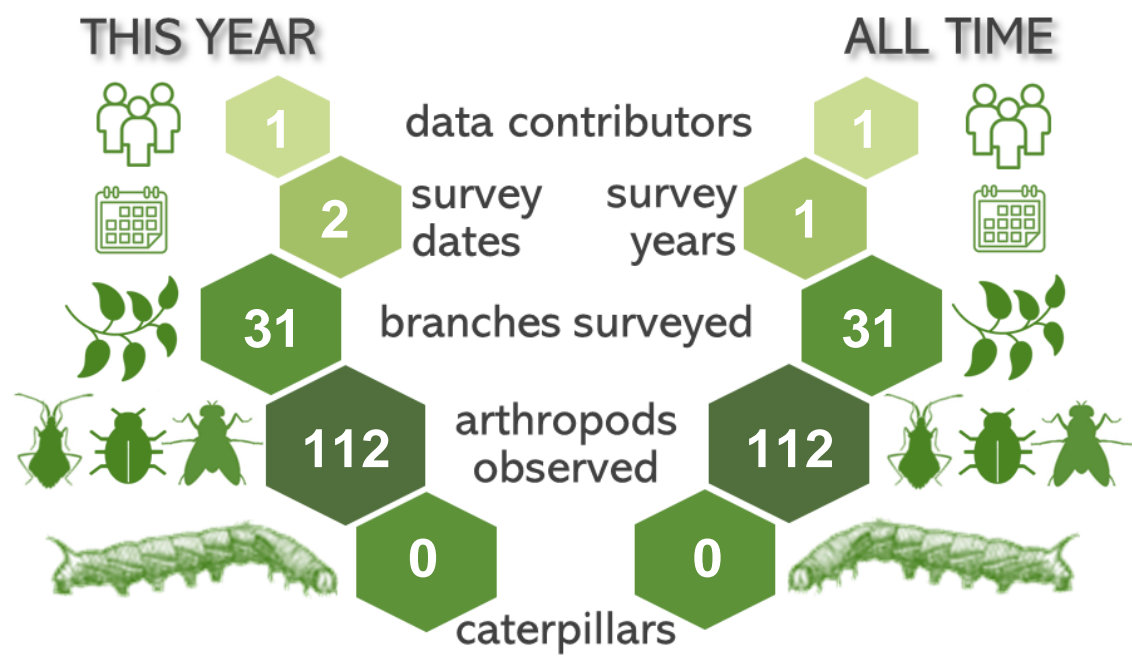 THIS YEAR
ALL TIME
1
data contributors
1
2
survey
dates
survey
years
1
31
branches surveyed
31
112
arthropods
observed
112
0
0
caterpillars